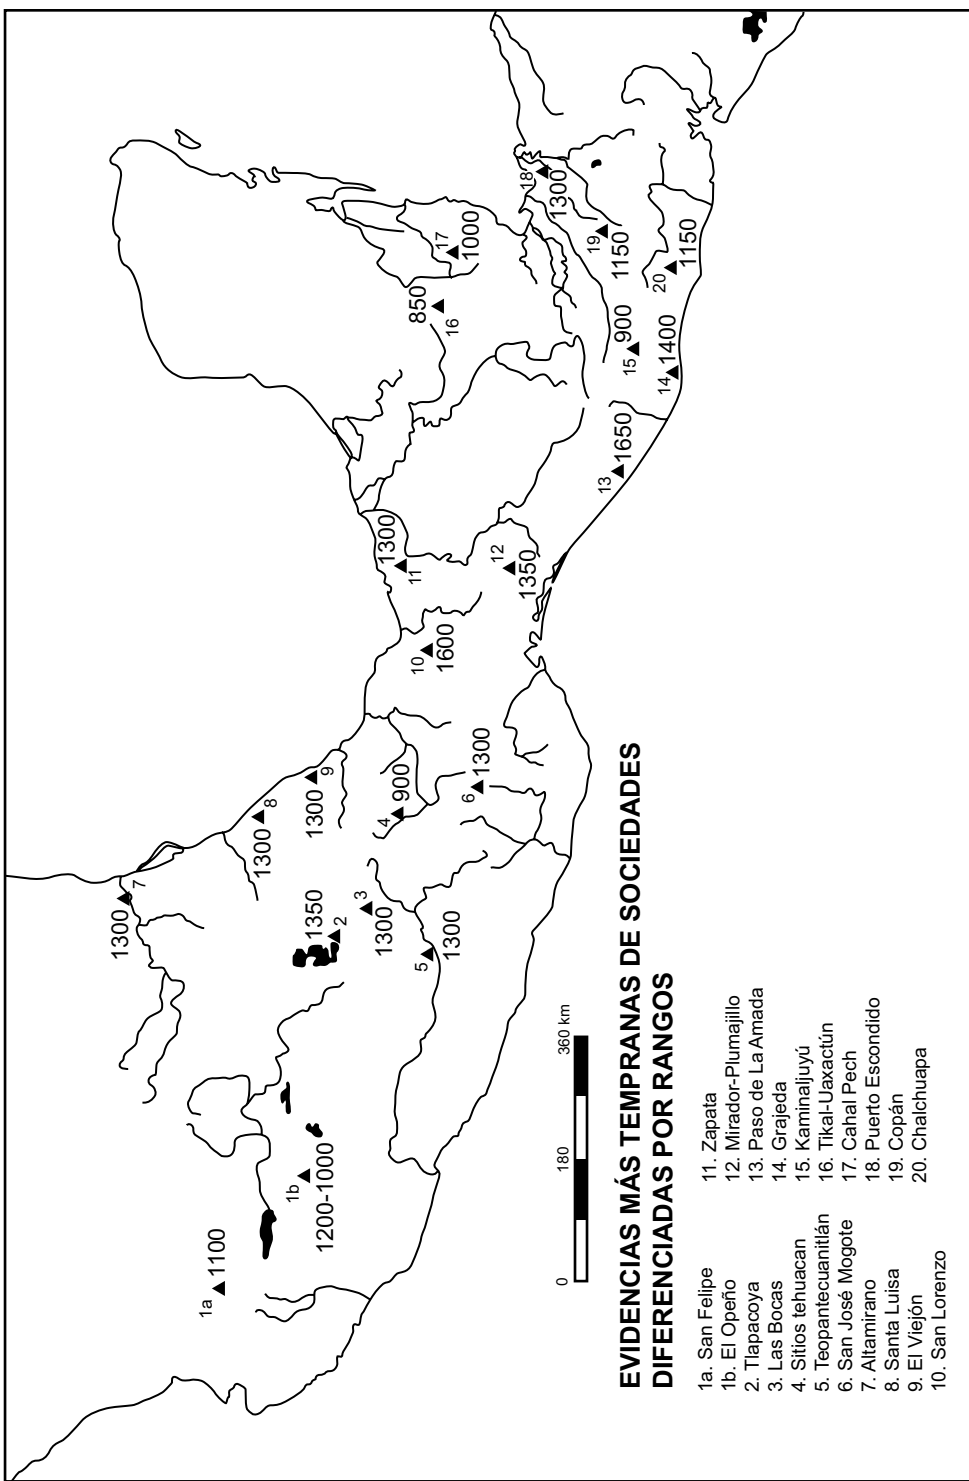 1a
1100
1b
1200-1000
1350
2
3
1300
4
900
5
1300
6
1300
7
1300
8
1300
9
1300
10
1600
11
1300
12
1350
13
1650
14
1400
15
900
16
850
17
1000
18
1300
19
1150
20
1150
0
180
360 km
EVIDENCIAS MÁS TEMPRANAS DE SOCIEDADES
DIFERENCIADAS POR RANGOS
1a. San Felipe
1b. El Opeño
2. Tlapacoya
3. Las Bocas
4. Sitios tehuacan
5. Teopantecuanitlán
6. San José Mogote
7. Altamirano
8. Santa Luisa
9. El Viejón
10. San Lorenzo
11. Zapata
12. Mirador-Plumajillo
13. Paso de La Amada
14. Grajeda
15. Kaminaljuyú
16. Tikal-Uaxactún
17. Cahal Pech
18. Puerto Escondido
19. Copán
20. Chalchuapa